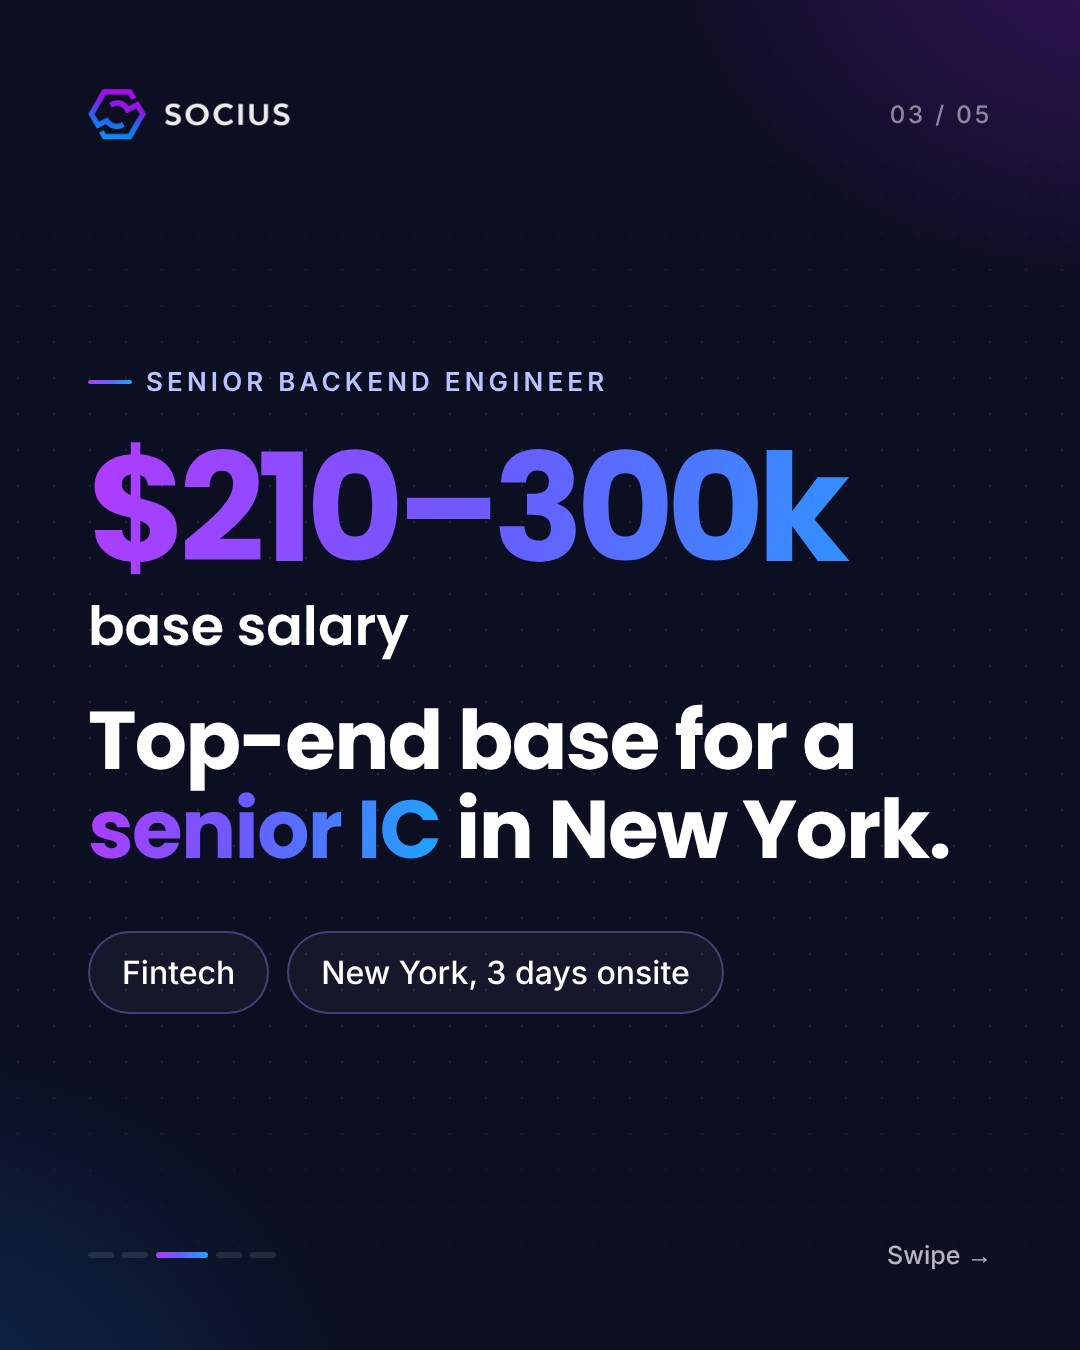 SOCIUS
03 / 05
SENIOR BACKEND ENGINEER
$210–300k
base salary
Top-end base for a
senior IC in New York.
Fintech
New York, 3 days onsite
Swipe →